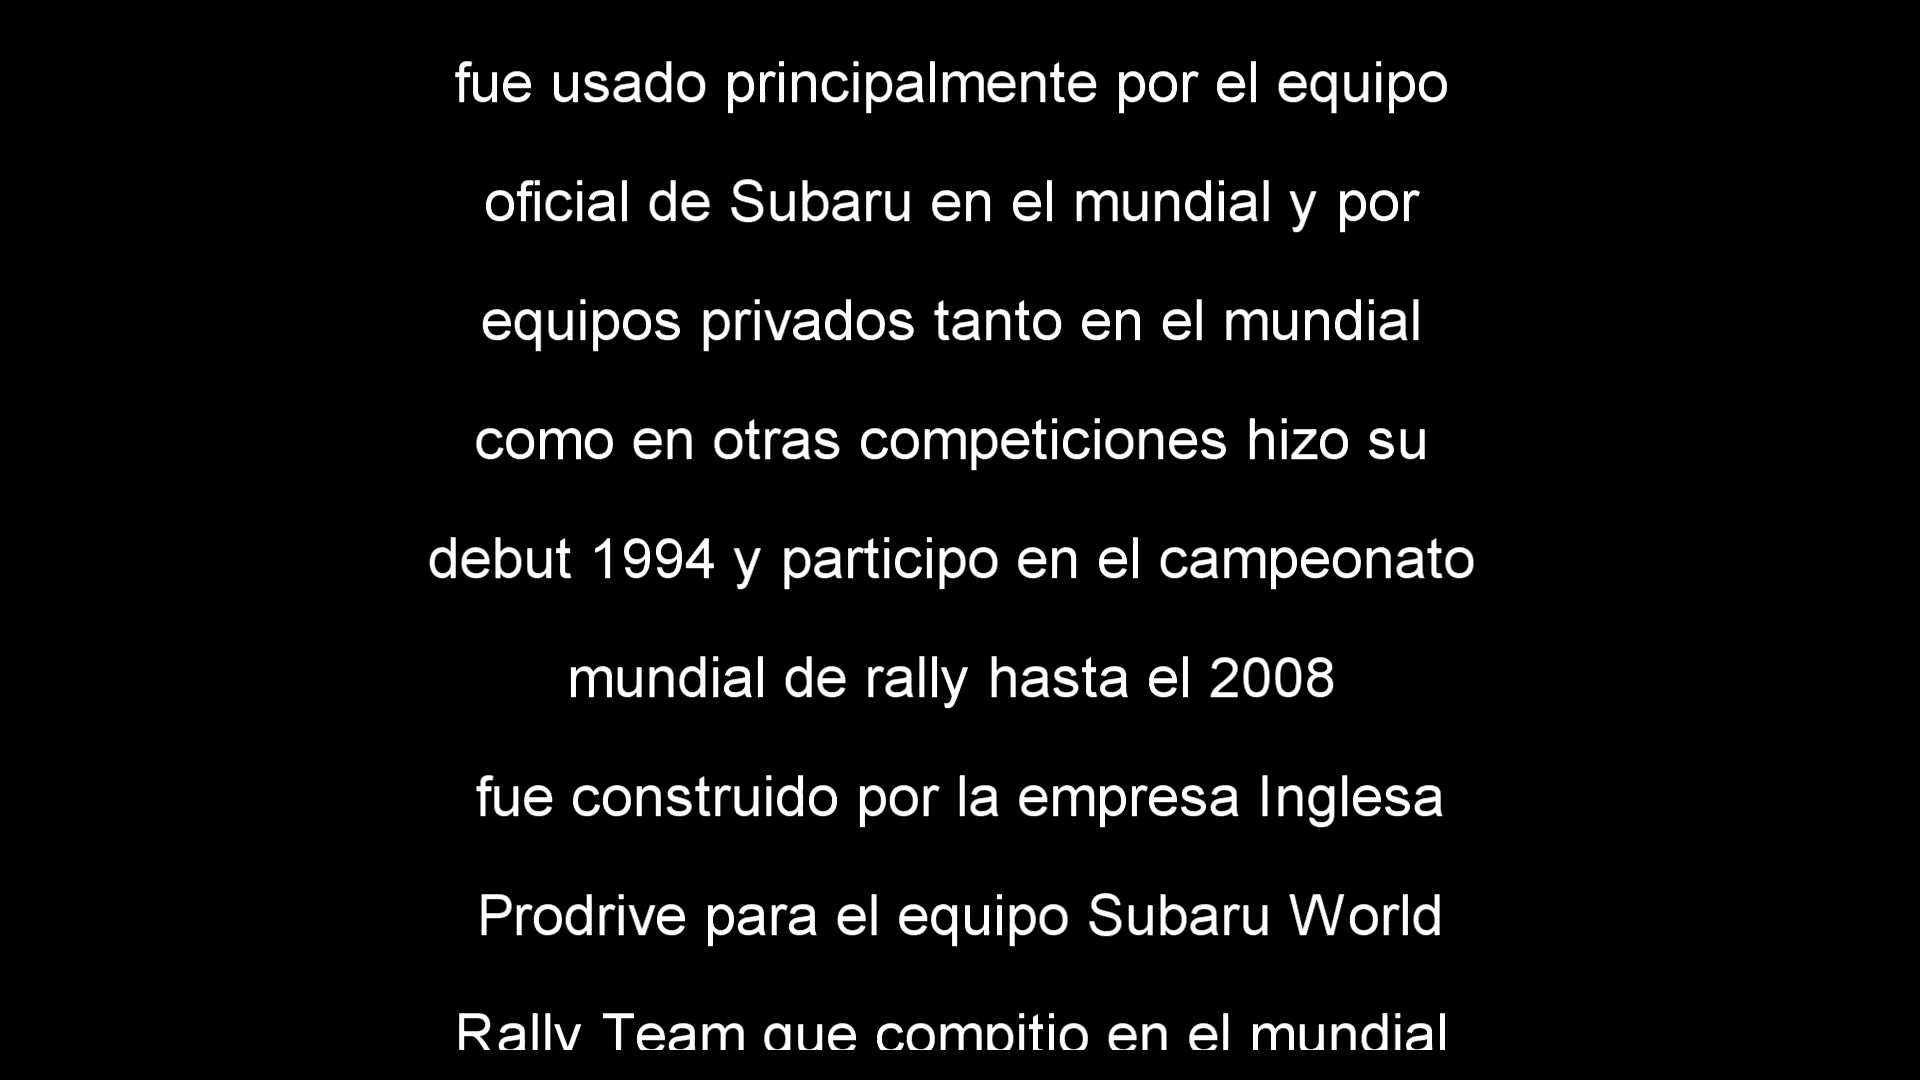 fue usado principalmente por el equipo
oficial de Subaru en el mundial y por
equipos privados tanto en el mundial
como en otras competiciones hizo su
debut 1994 y participo en el campeonato
mundial de rally hasta el 2008
fue construido por la empresa Inglesa
Prodrive para el equipo Subaru World
Rally Team que compitio en el mundial